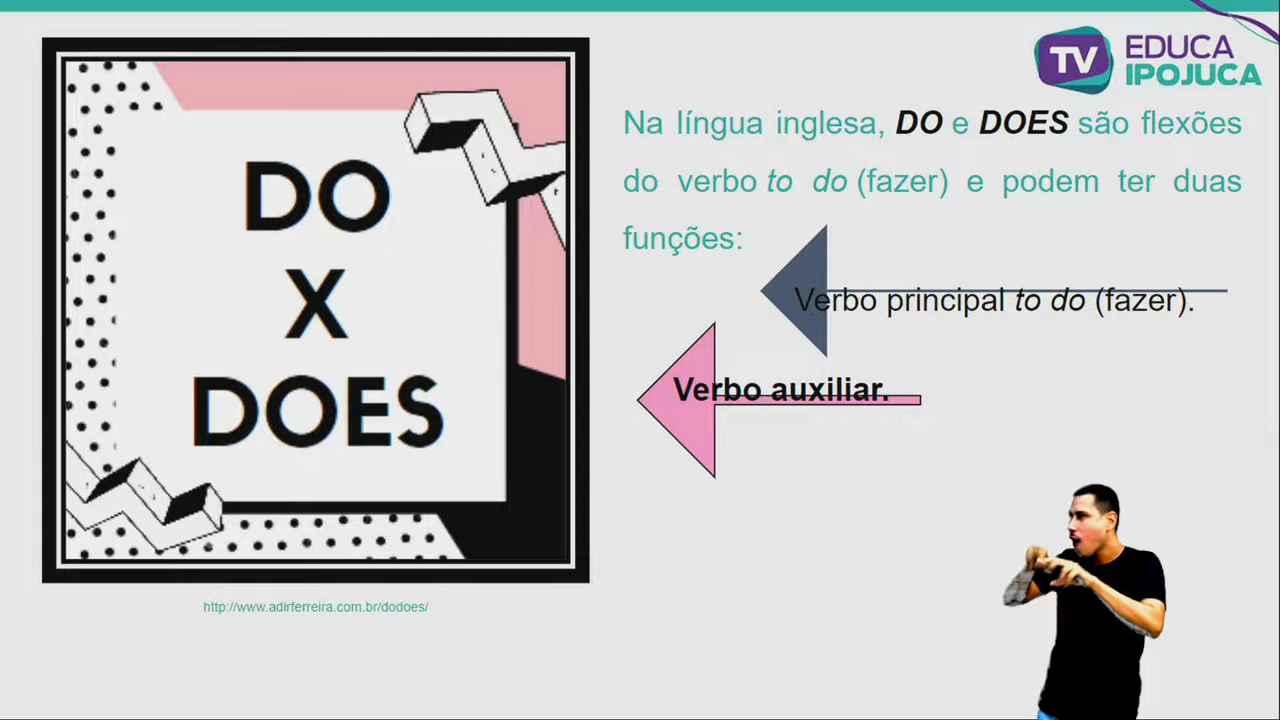 TV EDUCA
IPOJUCA
DO
X
DOES
Na língua inglesa, DO e DOES são flexões
do verbo to do (fazer) e podem ter duas
funções:
Verbo principal to do (fazer).
Verbo auxiliar.
http://www.adirferreira.com.br/dodoes/